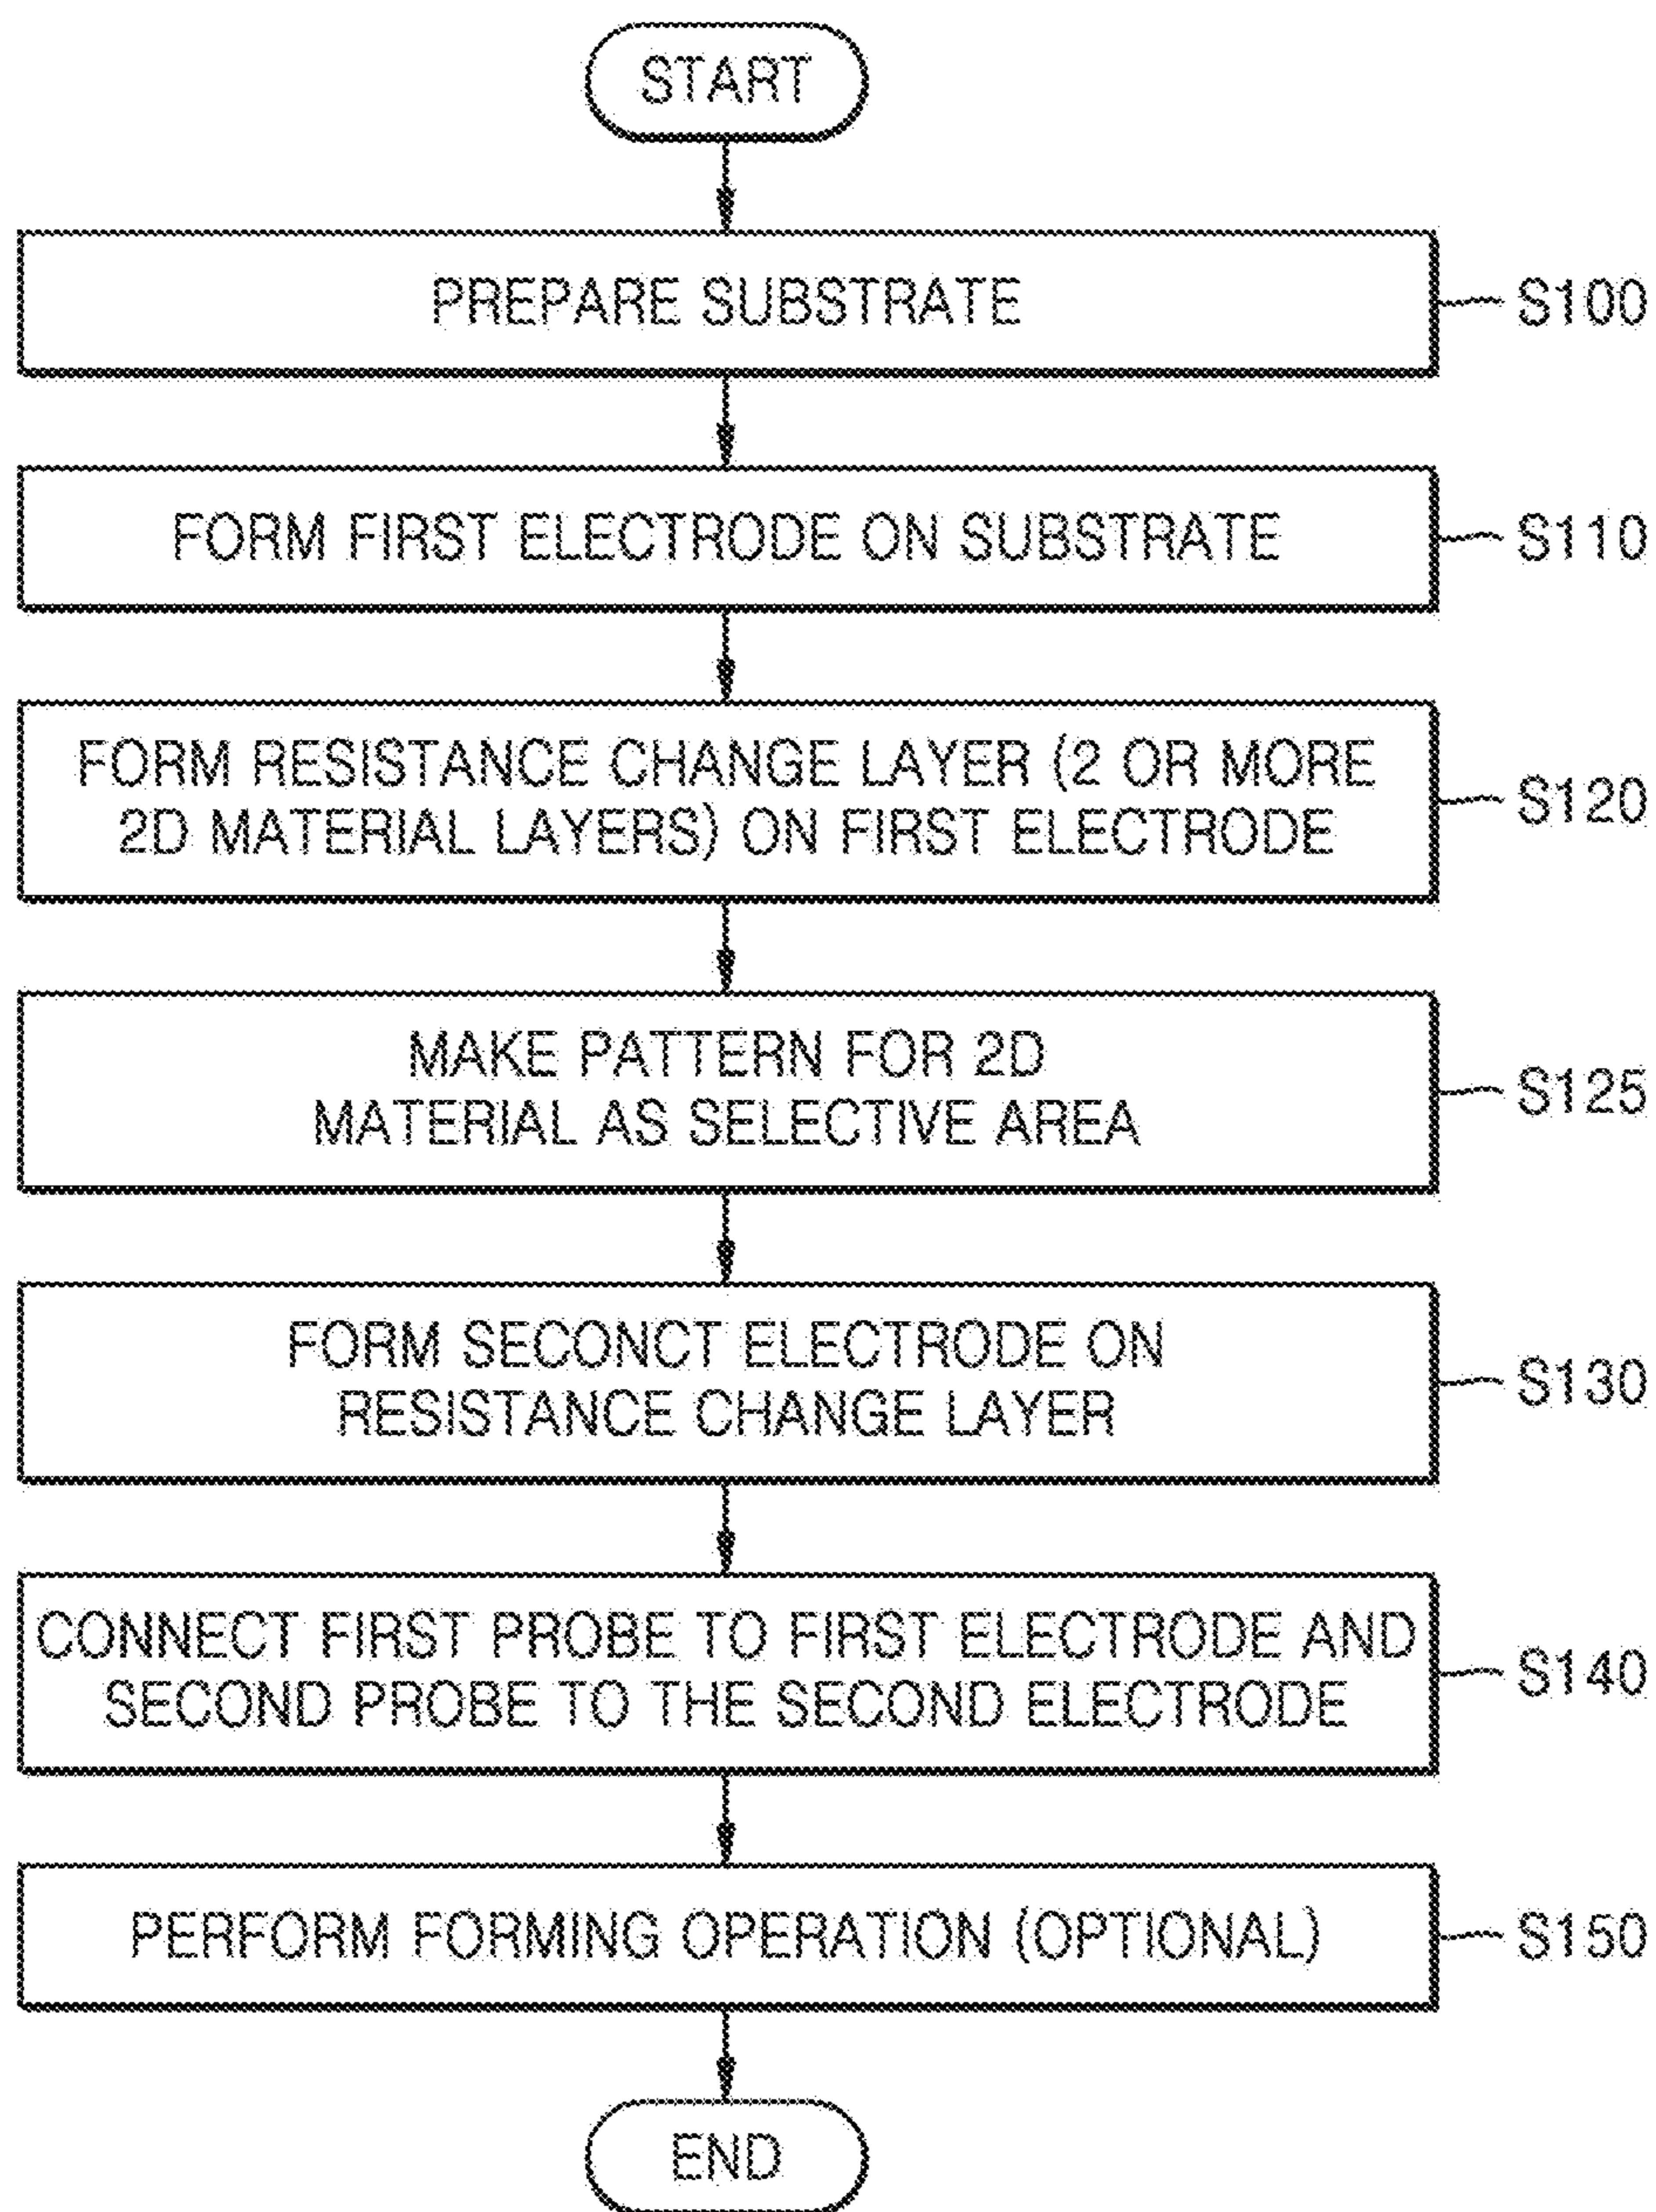 START
PREPARE SUBSTRATE
S100
FORM FIRST ELECTRODE ON SUBSTRATE
S110
FORM RESISTANCE CHANGE LAYER (2 OR MORE
2D MATERIAL LAYERS) ON FIRST ELECTRODE
S120
MAKE PATTERN FOR 2D
MATERIAL AS SELECTIVE AREA
S125
FORM SECONCT ELECTRODE ON
RESISTANCE CHANGE LAYER
S130
CONNECT FIRST PROBE TO FIRST ELECTRODE AND
SECOND PROBE TO THE SECOND ELECTRODE
S140
PERFORM FORMING OPERATION (OPTIONAL)
S150
END